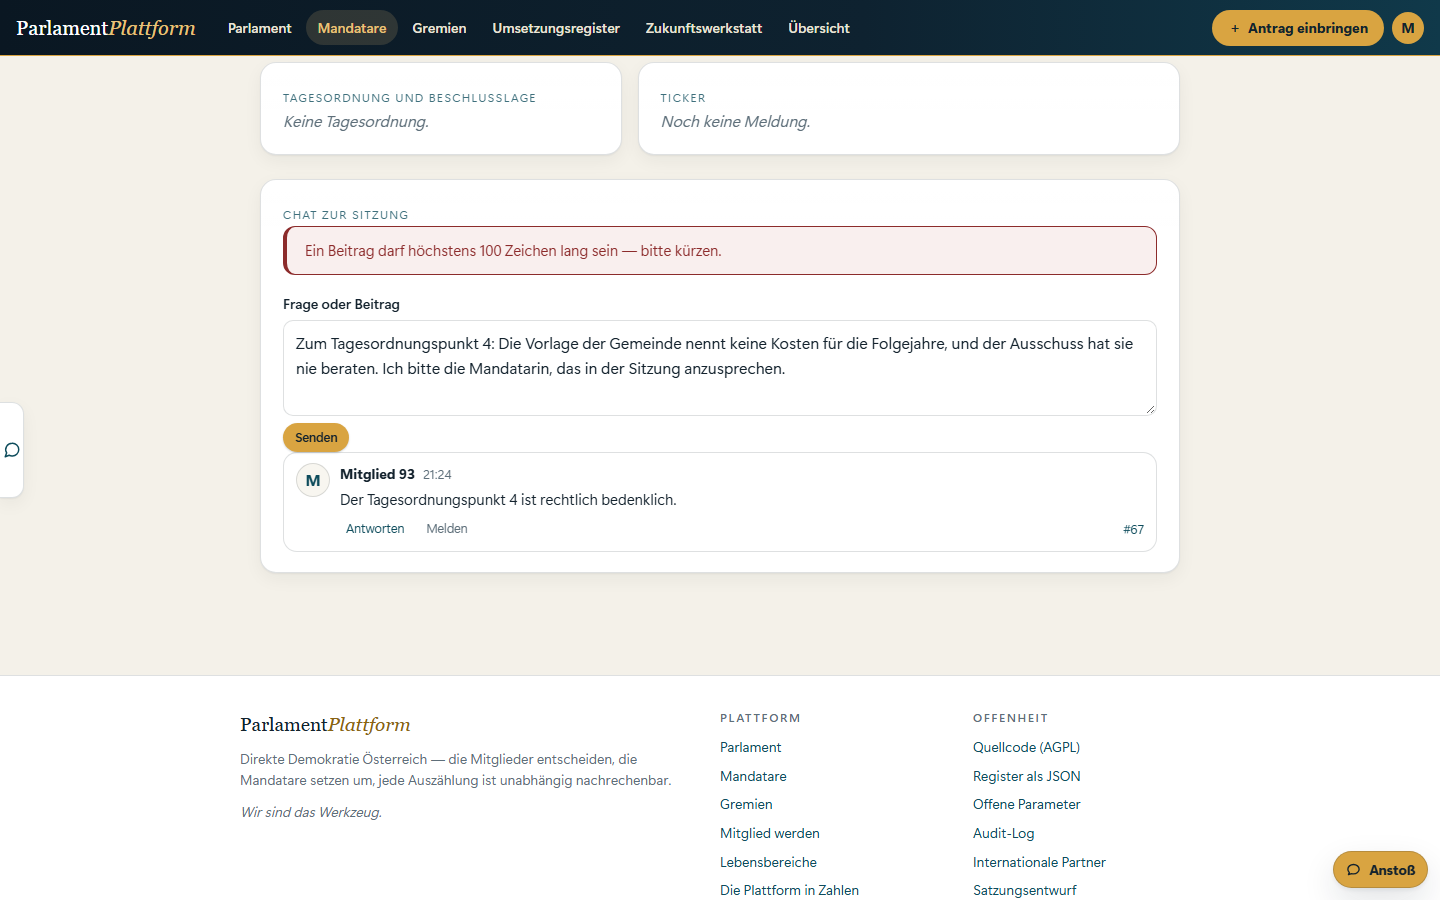 ParlamentPlattform
Parlament
Mandatare
Gremien
Umsetzungsregister
Zukunftswerkstatt
Übersicht
+ Antrag einbringen
M
TAGESORDNUNG UND BESCHLUSSLAGE
Keine Tagesordnung.
TICKER
Noch keine Meldung.
CHAT ZUR SITZUNG
Ein Beitrag darf höchstens 100 Zeichen lang sein — bitte kürzen.
Frage oder Beitrag
Zum Tagesordnungspunkt 4: Die Vorlage der Gemeinde nennt keine Kosten für die Folgejahre, und der Ausschuss hat sie
nie beraten. Ich bitte die Mandatarin, das in der Sitzung anzusprechen.
Senden
M
Mitglied 93 21:24
Der Tagesordnungspunkt 4 ist rechtlich bedenklich.
Antworten
Melden
#67
ParlamentPlattform
Direkte Demokratie Österreich — die Mitglieder entscheiden, die
Mandatare setzen um, jede Auszählung ist unabhängig nachrechenbar.
Wir sind das Werkzeug.
PLATTFORM
Parlament
Mandatare
Gremien
Mitglied werden
Lebensbereiche
Die Plattform in Zahlen
OFFENHEIT
Quellcode (AGPL)
Register als JSON
Offene Parameter
Audit-Log
Internationale Partner
Satzungsentwurf
Anstoß